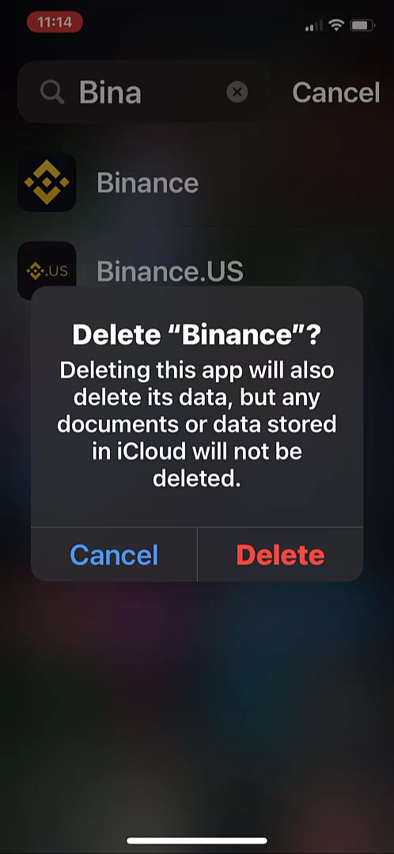 11:14
Bina
Cancel
Binance
.US
Binance.US
Delete “Binance”?
Deleting this app will also
delete its data, but any
documents or data stored
in iCloud will not be
deleted.
Cancel
Delete